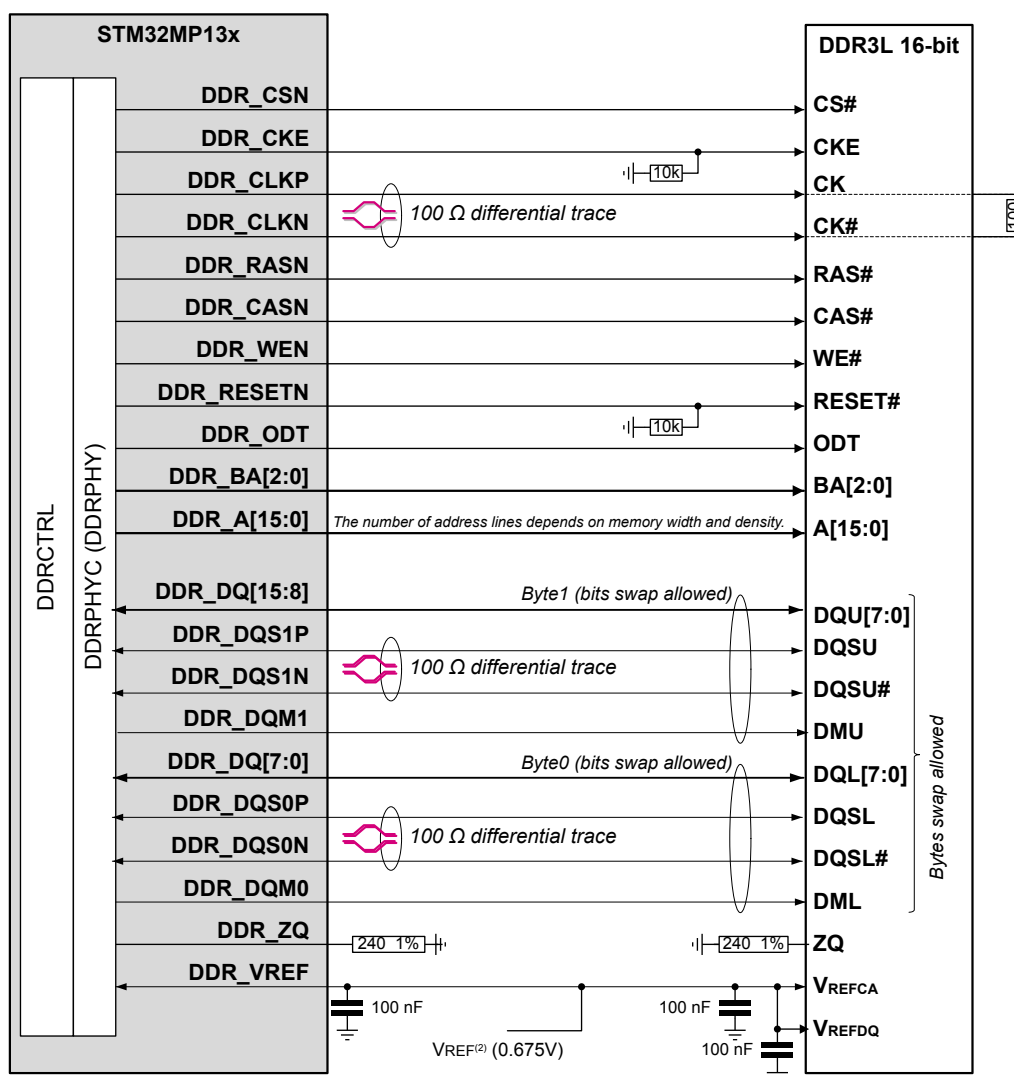 STM32MP13x
DDR3L 16-bit
DDR_CSN
CS#
DDR_CKE
CKE
10k
DDR_CLKP
CK
100 Ω differential trace
100
DDR_CLKN
CK#
DDR_RASN
RAS#
DDR_CASN
CAS#
DDR_WEN
WE#
DDR_RESETN
RESET#
10k
DDR_ODT
ODT
DDR_BA[2:0]
BA[2:0]
DDR_A[15:0]
The number of address lines depends on memory width and density.
A[15:0]
DDRCTRL
DDRPHYC (DDRPHY)
DDR_DQ[15:8]
Byte1 (bits swap allowed)
DQU[7:0]
DDR_DQS1P
DQSU
100 Ω differential trace
DDR_DQS1N
DQSU#
DDR_DQM1
DMU
DDR_DQ[7:0]
Byte0 (bits swap allowed)
DQL[7:0]
Bytes swap allowed
DDR_DQS0P
DQSL
100 Ω differential trace
DDR_DQS0N
DQSL#
DDR_DQM0
DML
DDR_ZQ
240 1%
240 1%
ZQ
DDR_VREF
VREFCA
100 nF
100 nF
VREFDQ
VREF(2) (0.675V)
100 nF